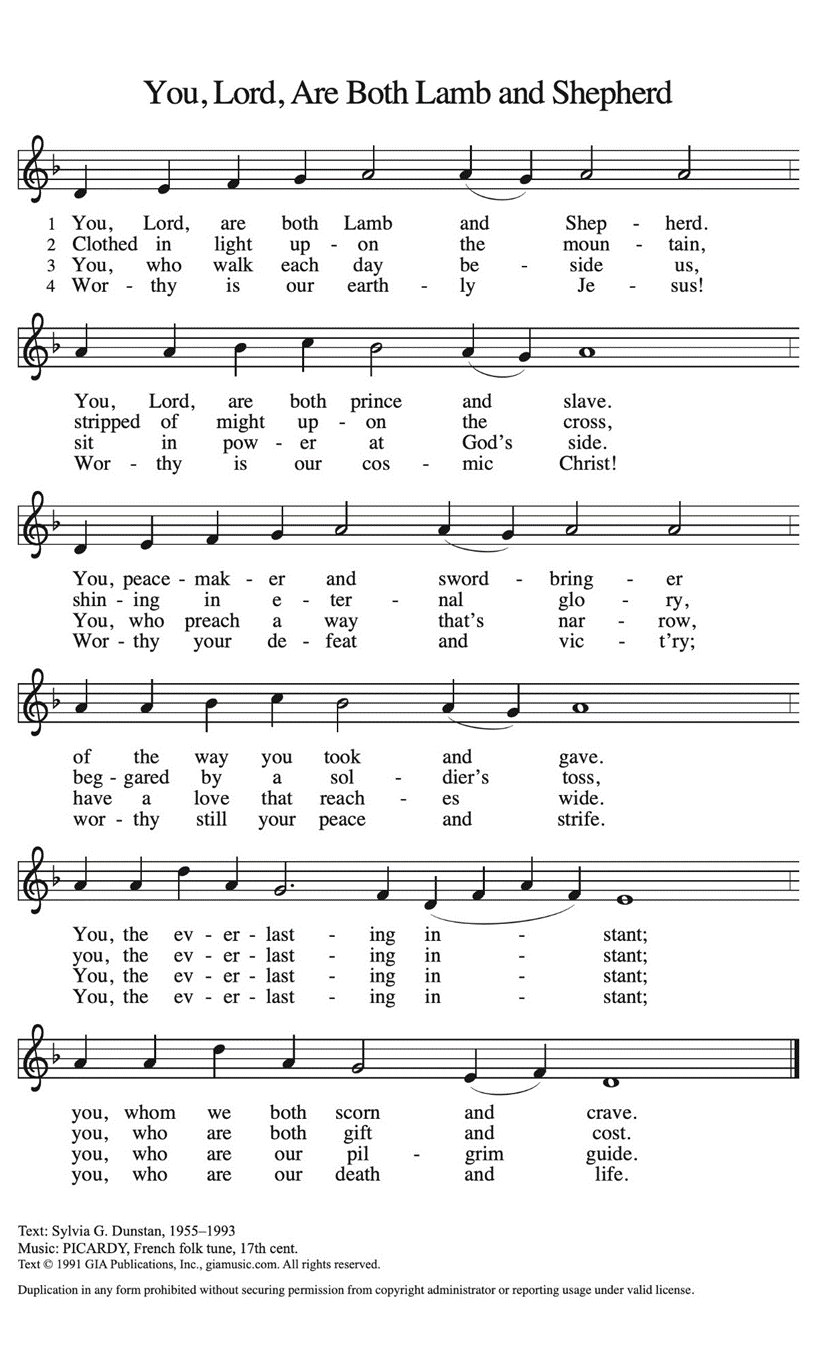 You, Lord, Are Both Lamb and Shepherd
1 You, Lord, are both Lamb and Shep - herd.
2 Clothed in light up - on the moun - tain,
3 You, who walk each day be - side us,
4 Wor - thy is our earth - ly Je - sus!
You, Lord, are both prince and slave.
stripped of might up - on the cross,
sit in pow - er at God's side.
Wor - thy is our cos - mic Christ!
You, peace - mak - er and sword - bring - er
shin - ing in e - ter - nal glo - ry,
You, who preach a way that's nar - row,
Wor - thy your de - feat and vic - t'ry;
of the way you took and gave.
beg - gared by a sol - dier's toss,
have a love that reach - es wide.
wor - thy still your peace and strife.
You, the ev - er - last - ing in - stant;
you, the ev - er - last - ing in - stant;
You, the ev - er - last - ing in - stant;
You, the ev - er - last - ing in - stant;
you, whom we both scorn and crave.
you, who are both gift and cost.
you, who are our pil - grim guide.
you, who are our death and life.
Text: Sylvia G. Dunstan, 1955–1993
Music: PICARDY, French folk tune, 17th cent.
Text © 1991 GIA Publications, Inc., giamusic.com. All rights reserved.
Duplication in any form prohibited without securing permission from copyright administrator or reporting usage under valid license.